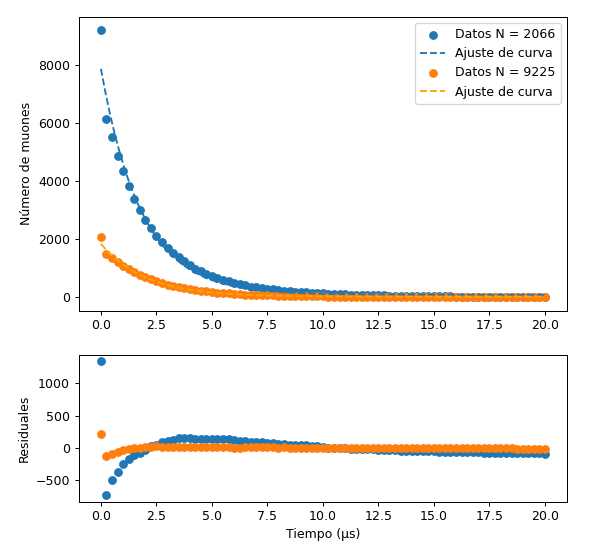 Datos N = 2066
Ajuste de curva
Datos N = 9225
Ajuste de curva
Número de muones
8000
6000
4000
2000
0
0.0 2.5 5.0 7.5 10.0 12.5 15.0 17.5 20.0
Residuales
1000
500
0
−500
0.0 2.5 5.0 7.5 10.0 12.5 15.0 17.5 20.0
Tiempo (μs)